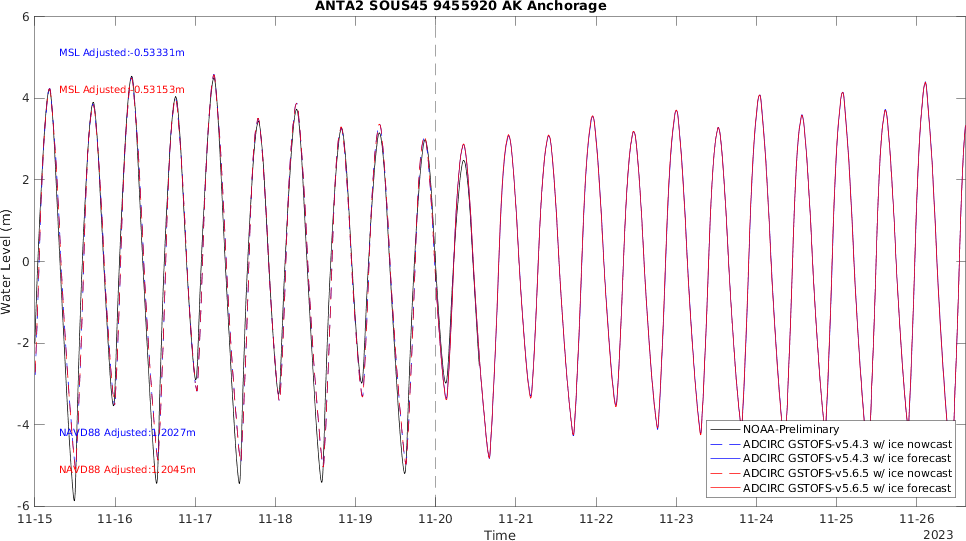 ANTA2 SOUS45 9455920 AK Anchorage
6
4
2
0
-2
-4
-6
Water Level (m)
MSL Adjusted:-0.53331m
MSL Adjusted:-0.53153m
NAVD88 Adjusted:1.2027m
NAVD88 Adjusted:1.2045m
NOAA-Preliminary
ADCIRC GSTOFS-v5.4.3 w/ ice nowcast
ADCIRC GSTOFS-v5.4.3 w/ ice forecast
ADCIRC GSTOFS-v5.6.5 w/ ice nowcast
ADCIRC GSTOFS-v5.6.5 w/ ice forecast
11-15 11-16 11-17 11-18 11-19 11-20 11-21 11-22 11-23 11-24 11-25 11-26
Time
2023